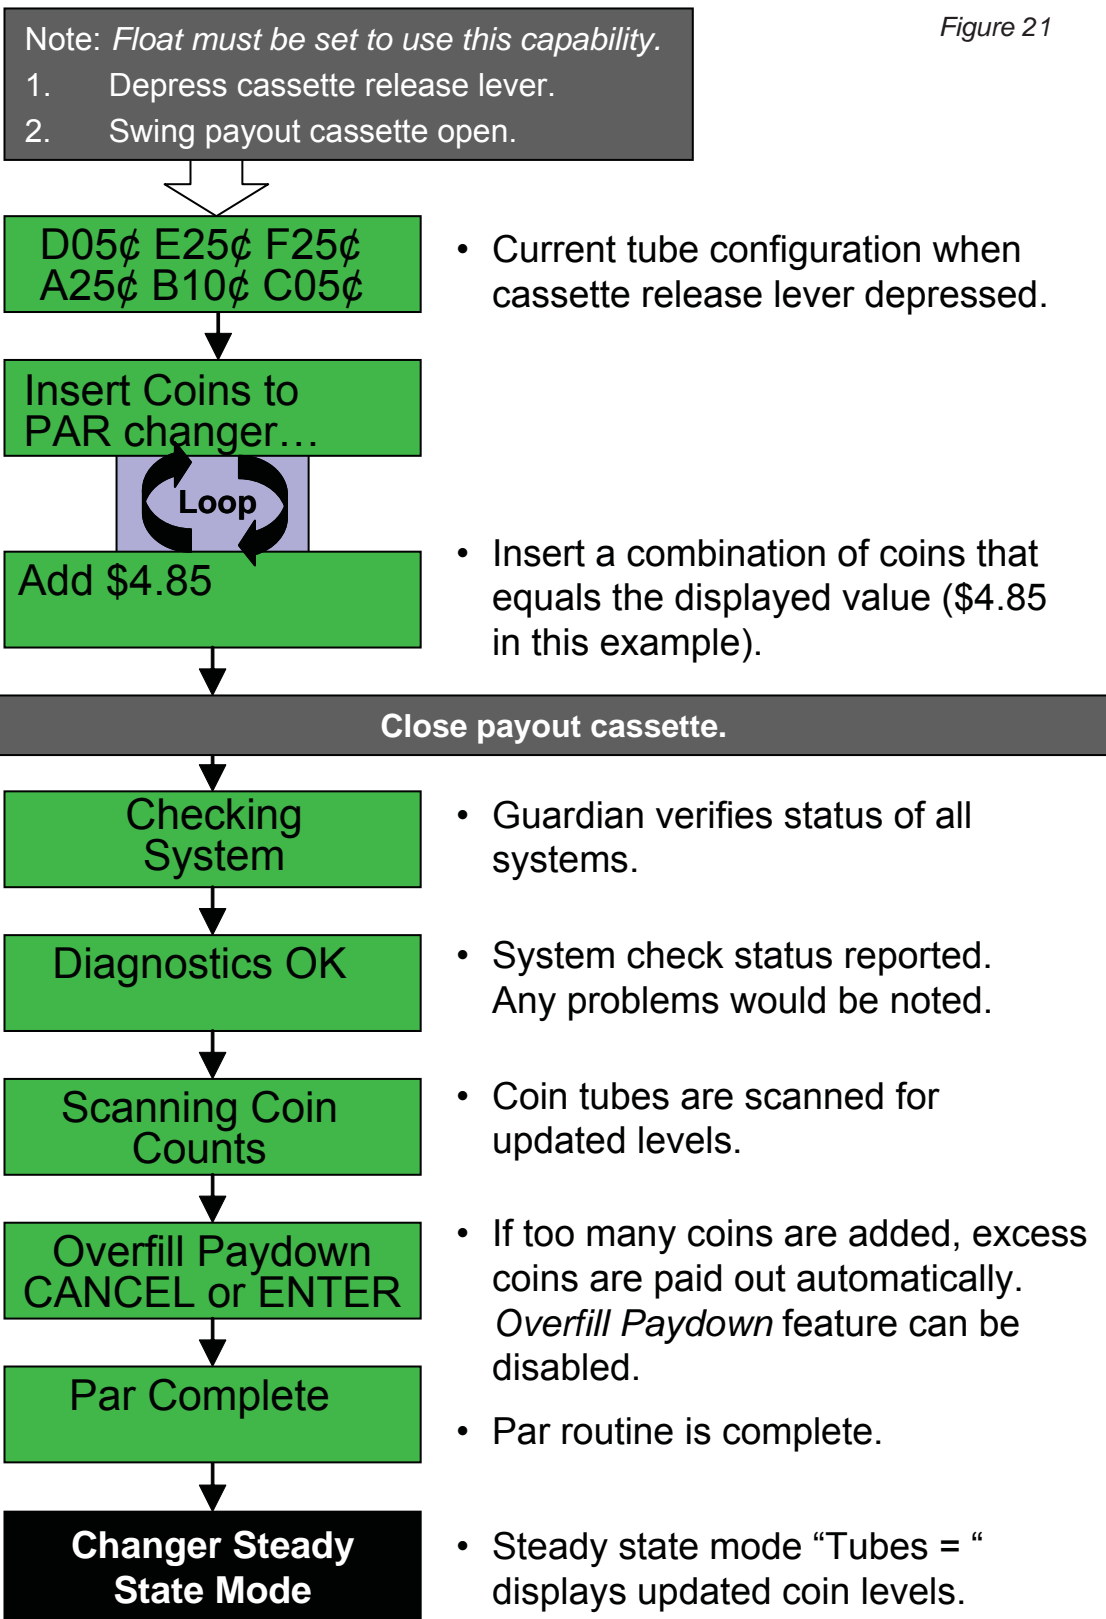 Figure 21
Note: Float must be set to use this capability.
1. Depress cassette release lever.
2. Swing payout cassette open.
D05¢ E25¢ F25¢
A25¢ B10¢ C05¢
• Current tube configuration when
cassette release lever depressed.
Insert Coins to
PAR changer…
Loop
Add $4.85
• Insert a combination of coins that
equals the displayed value ($4.85
in this example).
Close payout cassette.
Checking
System
• Guardian verifies status of all
systems.
Diagnostics OK
• System check status reported.
Any problems would be noted.
Scanning Coin
Counts
• Coin tubes are scanned for
updated levels.
Overfill Paydown
CANCEL or ENTER
• If too many coins are added, excess
coins are paid out automatically.
Overfill Paydown feature can be
disabled.
Par Complete
• Par routine is complete.
Changer Steady
State Mode
• Steady state mode “Tubes = “
displays updated coin levels.